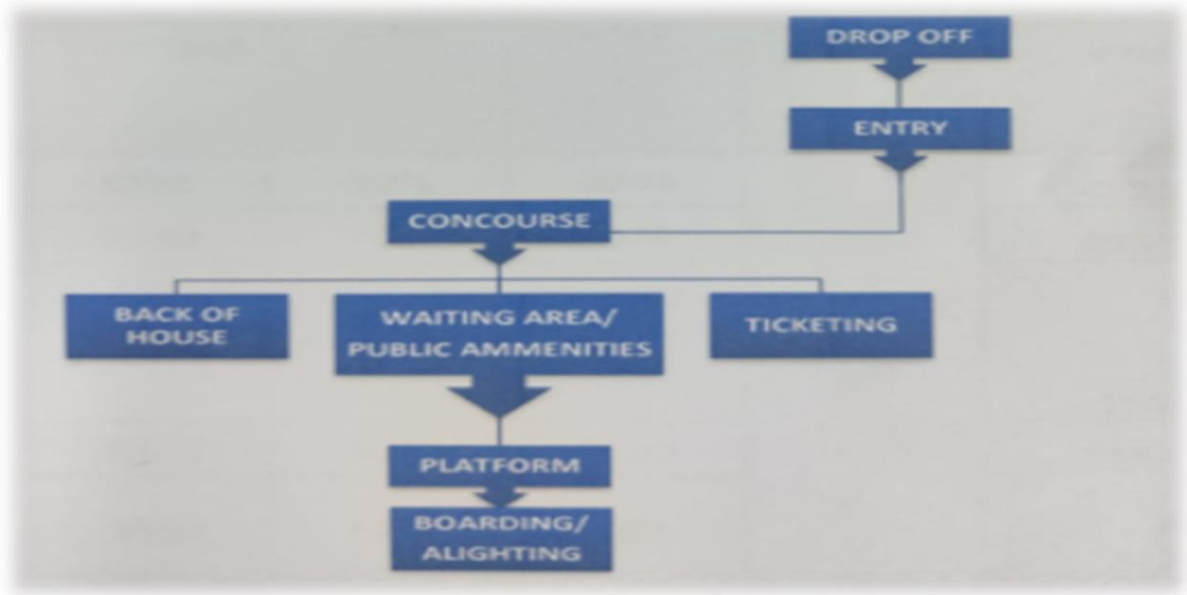 DROP OFF
ENTRY
CONCOURSE
BACK OF
HOUSE
WAITING AREA/
PUBLIC AMMENITIES
TICKETING
PLATFORM
BOARDING/
ALIGHTING